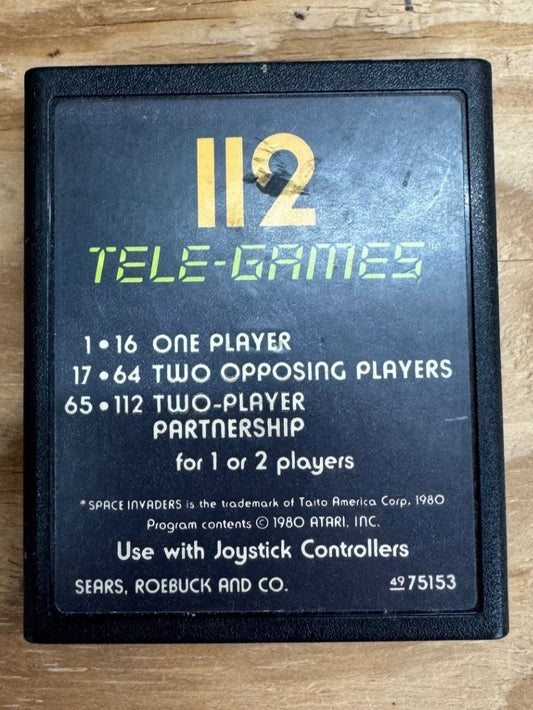 112
TELE-GAMES™
1•16 ONE PLAYER
17•64 TWO OPPOSING PLAYERS
65•112 TWO-PLAYER
PARTNERSHIP
for 1 or 2 players
*SPACE INVADERS is the trademark of Taito America Corp. 1980
Program contents © 1980 ATARI, INC.
Use with Joystick Controllers
SEARS, ROEBUCK AND CO. 49 75153